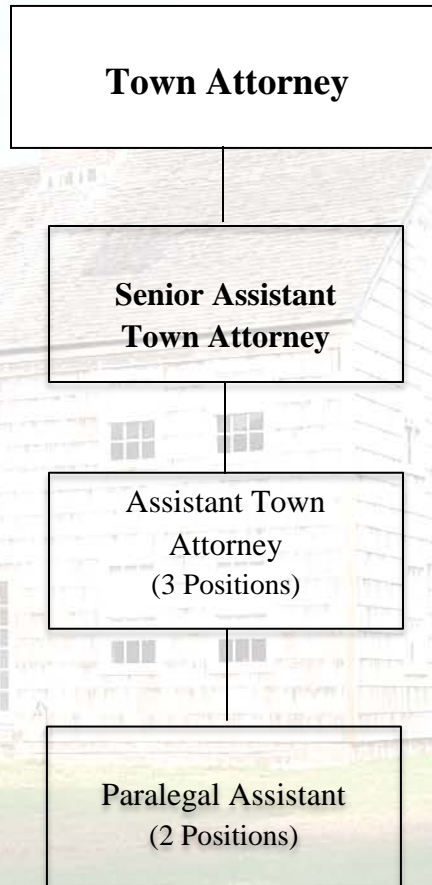 Town Attorney
Senior Assistant
Town Attorney
Assistant Town
Attorney
(3 Positions)
Paralegal Assistant
(2 Positions)